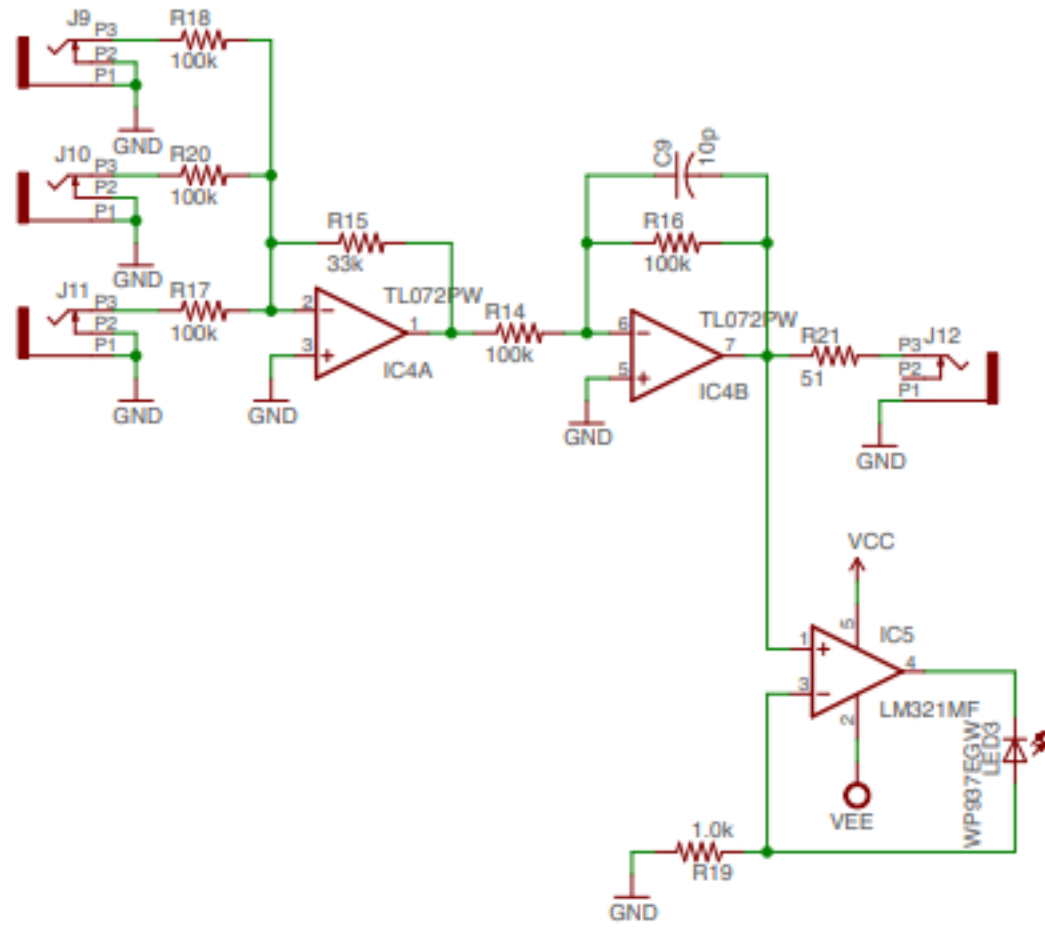 J9
P3
P2
P1
R18
100k
GND
J10
P3
P2
P1
R20
100k
GND
J11
P3
P2
P1
R17
100k
GND
R15
33k
TL072PW
2
3
1
IC4A
GND
R14
100k
C9
10p
R16
100k
TL072PW
6
5
7
IC4B
GND
R21
51
J12
P3
P2
P1
GND
VCC
5
IC5
1
3
4
2
LM321MF
VEE
WP937EGW
LED3
1.0k
R19
GND